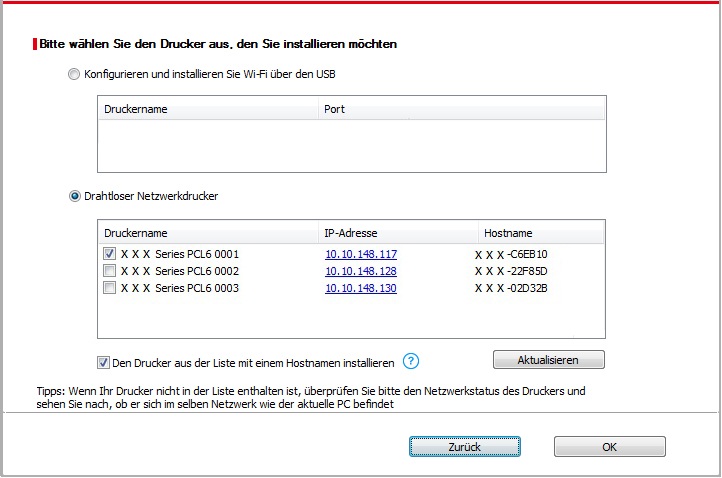 Bitte wählen Sie den Drucker aus, den Sie installieren möchten
Konfigurieren und installieren Sie Wi-Fi über den USB
Druckername Port
Drahtloser Netzwerkdrucker
Druckername IP-Adresse Hostname
X X X Series PCL6 0001 10.10.148.117 X X X -C6EB10
X X X Series PCL6 0002 10.10.148.128 X X X -22F85D
X X X Series PCL6 0003 10.10.148.130 X X X -02D32B
Den Drucker aus der Liste mit einem Hostnamen installieren ? Aktualisieren
Tipps: Wenn Ihr Drucker nicht in der Liste enthalten ist, überprüfen Sie bitte den Netzwerkstatus des Druckers und
sehen Sie nach, ob er sich im selben Netzwerk wie der aktuelle PC befindet
Zurück OK